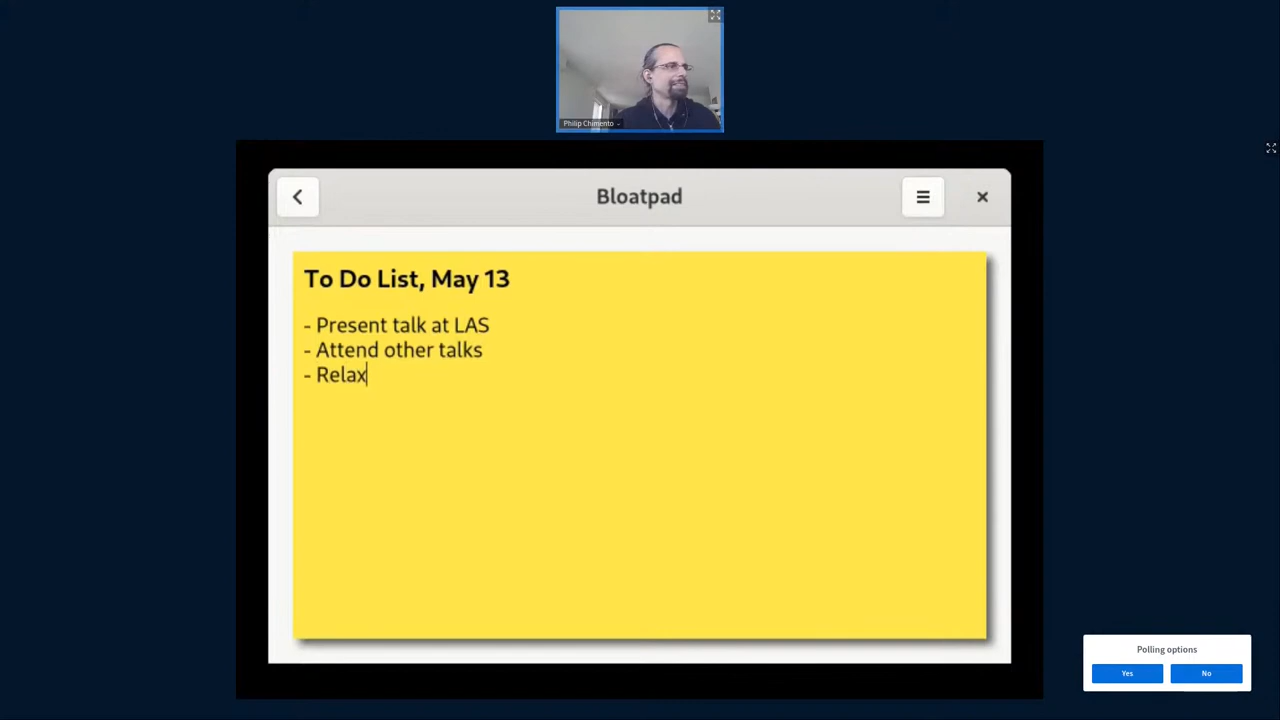 Philip Chimento
Bloatpad
To Do List, May 13
- Present talk at LAS
- Attend other talks
- Relax
Polling options
Yes
No